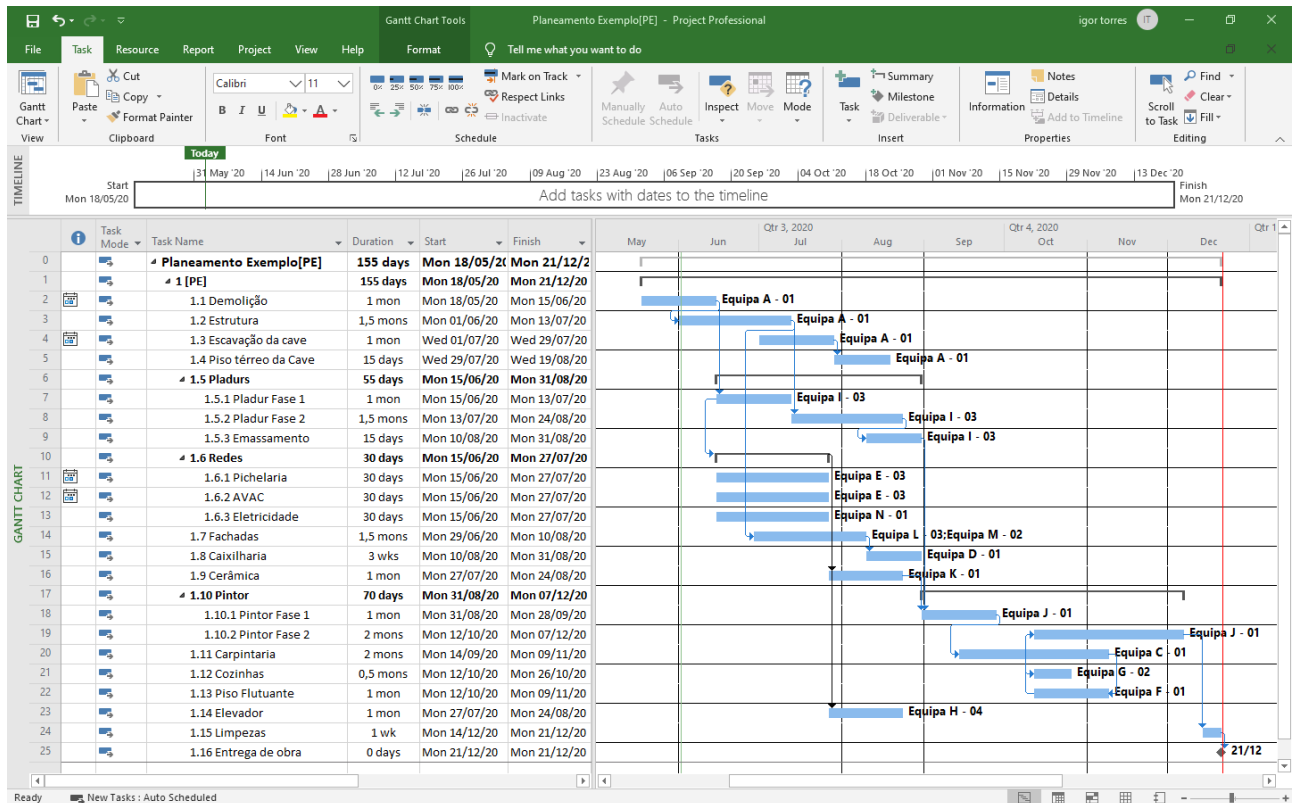 Gantt Chart Tools Planeamento Exemplo[PE] - Project Professional igor torres IT
File Task Resource Report Project View Help Format Tell me what you want to do
Gantt Chart
View
Paste
Cut
Copy
Format Painter
Clipboard
Calibri 11
B I U A
Font
0% 25% 50% 75% 100%
Mark on Track
Respect Links
Inactivate
Schedule
Manually Schedule
Auto Schedule
Inspect
Move
Mode
Tasks
Task
Summary
Milestone
Deliverable
Insert
Information
Notes
Details
Add to Timeline
Properties
Scroll to Task
Find
Clear
Fill
Editing
TIMELINE
Today
31 May '20 14 Jun '20 28 Jun '20 12 Jul '20 26 Jul '20 09 Aug '20 23 Aug '20 06 Sep '20 20 Sep '20 04 Oct '20 18 Oct '20 01 Nov '20 15 Nov '20 29 Nov '20 13 Dec '20
Start
Mon 18/05/20
Add tasks with dates to the timeline
Finish
Mon 21/12/20
GANTT CHART
Task Mode Task Name Duration Start Finish
Qtr 3, 2020 Qtr 4, 2020 Qtr 1
May Jun Jul Aug Sep Oct Nov Dec
0 Planeamento Exemplo[PE] 155 days Mon 18/05/20 Mon 21/12/2
1 1 [PE] 155 days Mon 18/05/20 Mon 21/12/20
2 1.1 Demolição 1 mon Mon 18/05/20 Mon 15/06/20 Equipa A - 01
3 1.2 Estrutura 1,5 mons Mon 01/06/20 Mon 13/07/20 Equipa A - 01
4 1.3 Escavação da cave 1 mon Wed 01/07/20 Wed 29/07/20 Equipa A - 01
5 1.4 Piso térreo da Cave 15 days Wed 29/07/20 Wed 19/08/20 Equipa A - 01
6 1.5 Pladurs 55 days Mon 15/06/20 Mon 31/08/20
7 1.5.1 Pladur Fase 1 1 mon Mon 15/06/20 Mon 13/07/20 Equipa I - 03
8 1.5.2 Pladur Fase 2 1,5 mons Mon 13/07/20 Mon 24/08/20 Equipa I - 03
9 1.5.3 Emassamento 15 days Mon 10/08/20 Mon 31/08/20 Equipa I - 03
10 1.6 Redes 30 days Mon 15/06/20 Mon 27/07/20
11 1.6.1 Pichelaria 30 days Mon 15/06/20 Mon 27/07/20 Equipa E - 03
12 1.6.2 AVAC 30 days Mon 15/06/20 Mon 27/07/20 Equipa E - 03
13 1.6.3 Eletricidade 30 days Mon 15/06/20 Mon 27/07/20 Equipa N - 01
14 1.7 Fachadas 1,5 mons Mon 29/06/20 Mon 10/08/20 Equipa L - 03;Equipa M - 02
15 1.8 Caixilharia 3 wks Mon 10/08/20 Mon 31/08/20 Equipa D - 01
16 1.9 Cerâmica 1 mon Mon 27/07/20 Mon 24/08/20 Equipa K - 01
17 1.10 Pintor 70 days Mon 31/08/20 Mon 07/12/20
18 1.10.1 Pintor Fase 1 1 mon Mon 31/08/20 Mon 28/09/20 Equipa J - 01
19 1.10.2 Pintor Fase 2 2 mons Mon 12/10/20 Mon 07/12/20 Equipa J - 01
20 1.11 Carpintaria 2 mons Mon 14/09/20 Mon 09/11/20 Equipa C - 01
21 1.12 Cozinhas 0,5 mons Mon 12/10/20 Mon 26/10/20 Equipa G - 02
22 1.13 Piso Flutuante 1 mon Mon 12/10/20 Mon 09/11/20 Equipa F - 01
23 1.14 Elevador 1 mon Mon 27/07/20 Mon 24/08/20 Equipa H - 04
24 1.15 Limpezas 1 wk Mon 14/12/20 Mon 21/12/20
25 1.16 Entrega de obra 0 days Mon 21/12/20 Mon 21/12/20 21/12
Ready New Tasks : Auto Scheduled